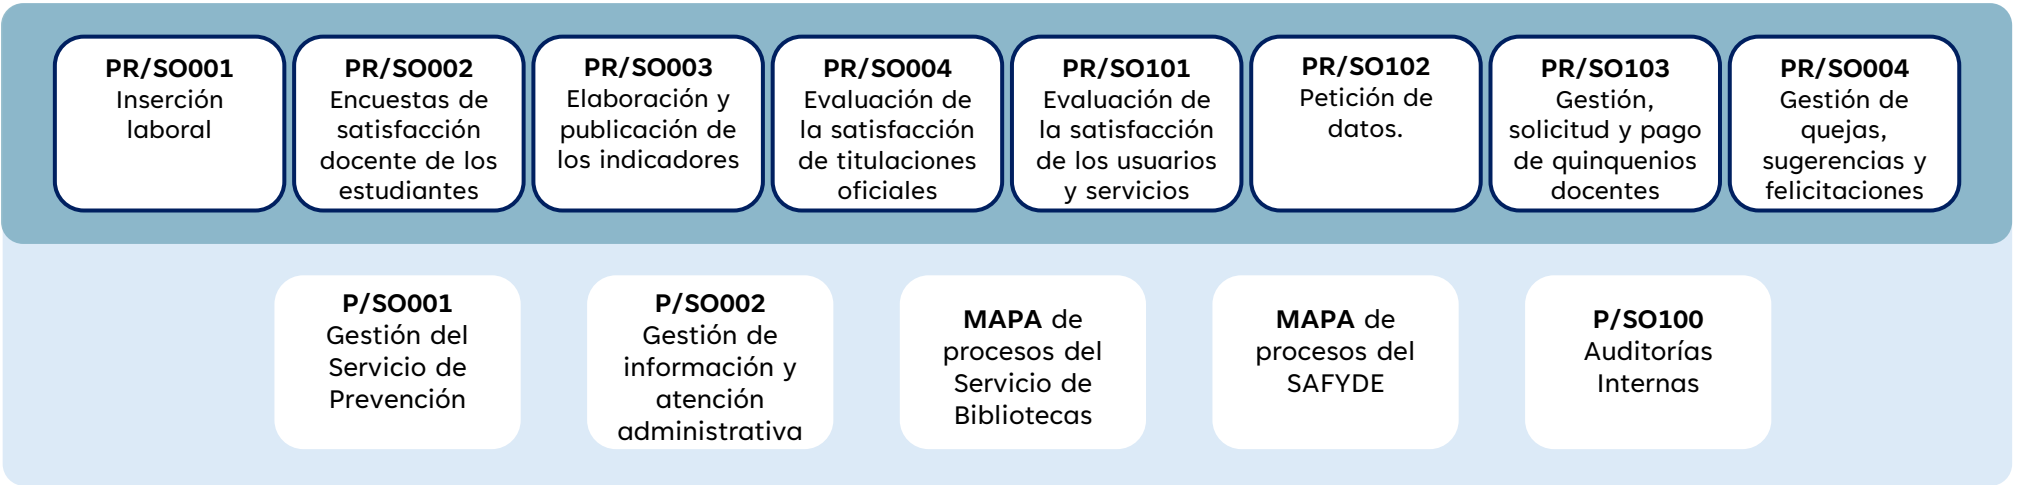 PR/SO001
Inserción
laboral
PR/SO002
Encuestas de
satisfacción
docente de los
estudiantes
PR/SO003
Elaboración y
publicación de
los indicadores
PR/SO004
Evaluación de
la satisfacción
de titulaciones
oficiales
PR/SO101
Evaluación de
la satisfacción
de los usuarios
y servicios
PR/SO102
Petición de
datos.
PR/SO103
Gestión,
solicitud y pago
de quinquenios
docentes
PR/SO004
Gestión de
quejas,
sugerencias y
felicitaciones
P/SO001
Gestión del
Servicio de
Prevención
P/SO002
Gestión de
información y
atención
administrativa
MAPA de
procesos del
Servicio de
Bibliotecas
MAPA de
procesos del
SAFYDE
P/SO100
Auditorías
Internas